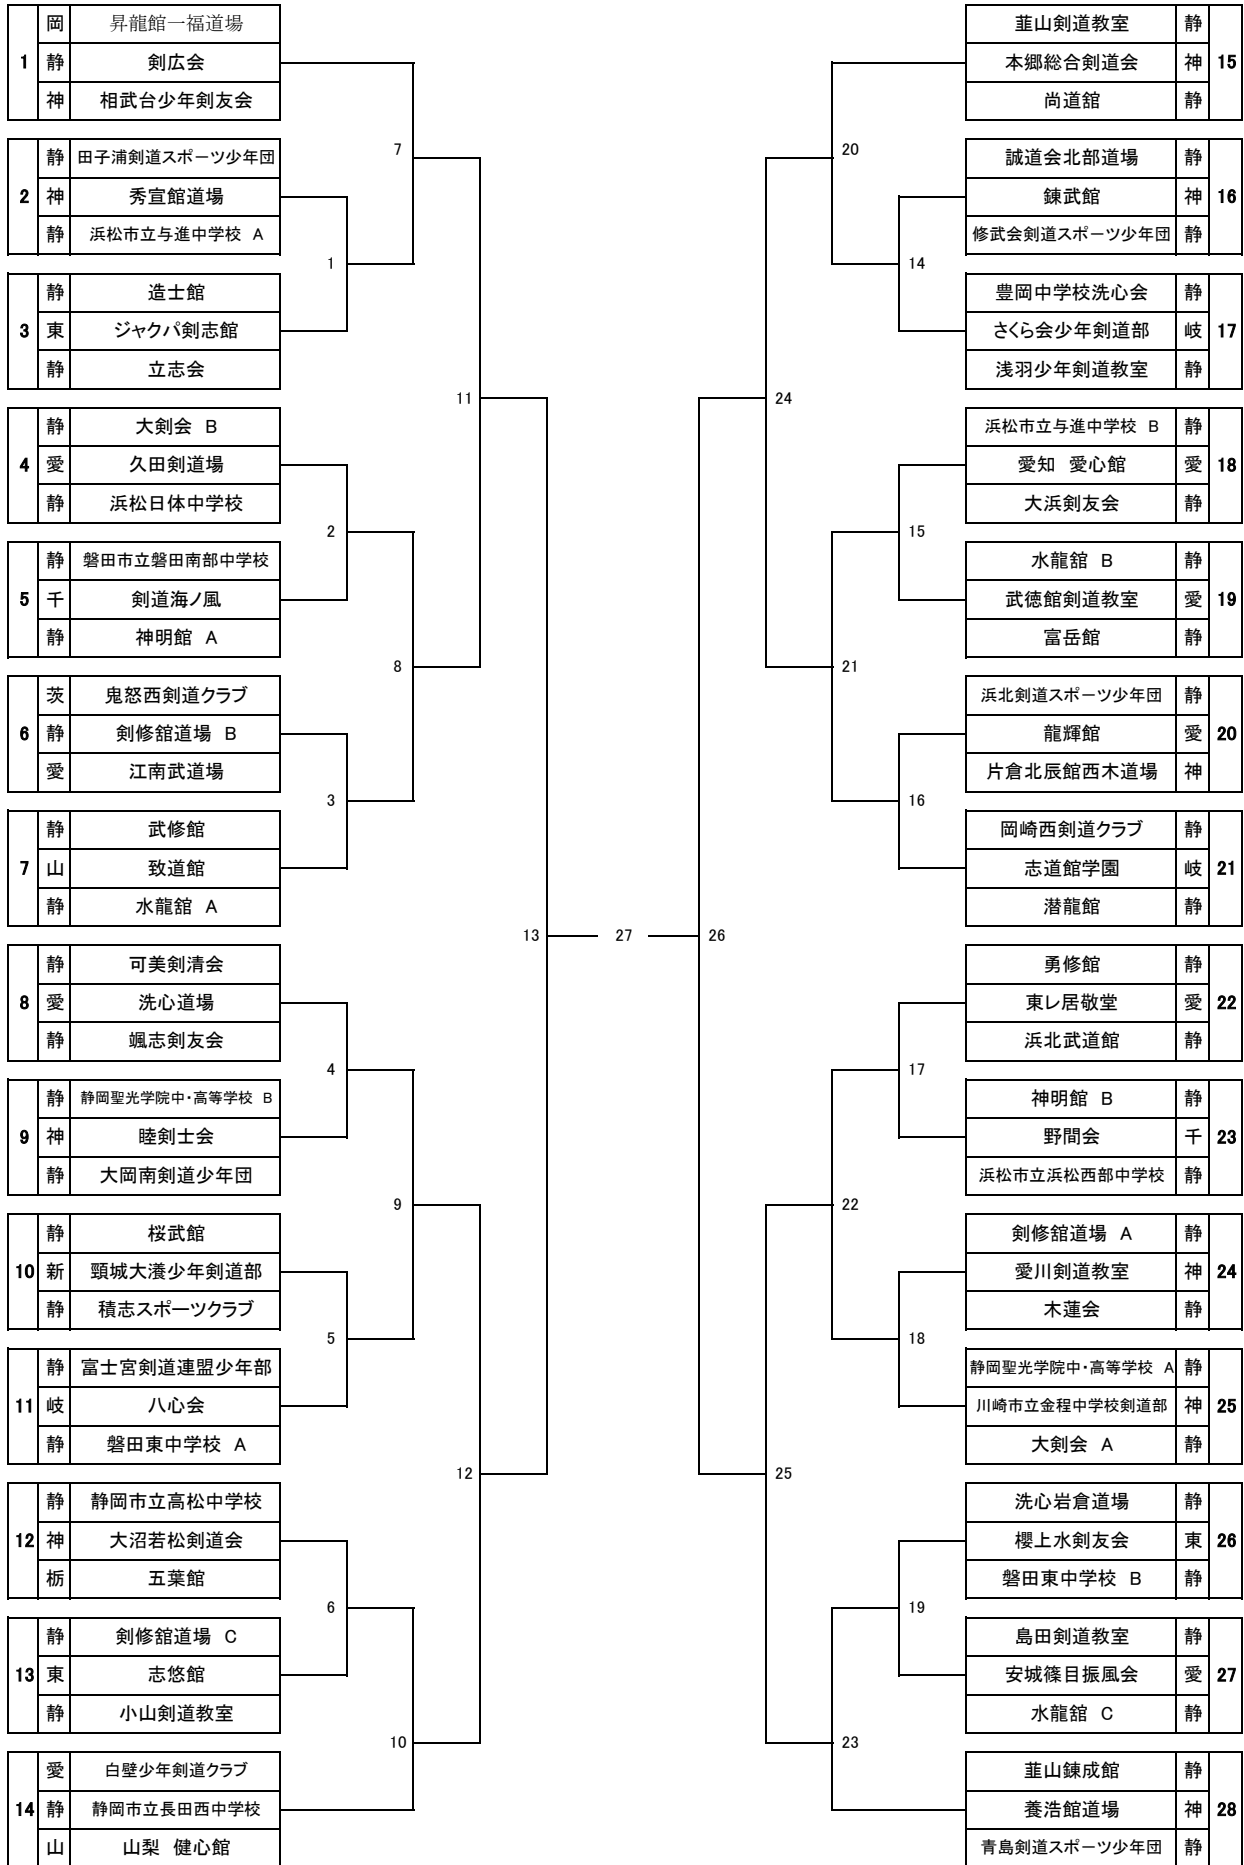 1
岡 昇龍館一福道場
静 剣広会
神 相武台少年剣友会
2
静 田子浦剣道スポーツ少年団
神 秀宣館道場
静 浜松市立与進中学校 A
3
静 造士館
東 ジャクパ剣志館
静 立志会
4
静 大剣会 B
愛 久田剣道場
静 浜松日体中学校
5
静 磐田市立磐田南部中学校
千 剣道海ノ風
静 神明館 A
6
茨 鬼怒西剣道クラブ
静 剣修舘道場 B
愛 江南武道場
7
静 武修館
山 致道館
静 水龍舘 A
8
静 可美剣清会
愛 洗心道場
静 颯志剣友会
9
静 静岡聖光学院中・高等学校 B
神 睦剣士会
静 大岡南剣道少年団
10
静 桜武館
新 頸城大瀁少年剣道部
静 積志スポーツクラブ
11
静 富士宮剣道連盟少年部
岐 八心会
静 磐田東中学校 A
12
静 静岡市立高松中学校
神 大沼若松剣道会
栃 五葉館
13
静 剣修舘道場 C
東 志悠館
静 小山剣道教室
14
愛 白壁少年剣道クラブ
静 静岡市立長田西中学校
山 山梨 健心館
7
1
11
2
8
3
13
4
9
5
12
6
10
27
20
14
24
15
21
16
26
17
22
18
25
19
23
韮山剣道教室 静
本郷総合剣道会 神
尚道舘 静
15
誠道会北部道場 静
錬武館 神
修武会剣道スポーツ少年団 静
16
豊岡中学校洗心会 静
さくら会少年剣道部 岐
浅羽少年剣道教室 静
17
浜松市立与進中学校 B 静
愛知 愛心館 愛
大浜剣友会 静
18
水龍舘 B 静
武徳館剣道教室 愛
富岳館 静
19
浜北剣道スポーツ少年団 静
龍輝館 愛
片倉北辰館西木道場 神
20
岡崎西剣道クラブ 静
志道館学園 岐
潜龍館 静
21
勇修館 静
東レ居敬堂 愛
浜北武道館 静
22
神明館 B 静
野間会 千
浜松市立浜松西部中学校 静
23
剣修舘道場 A 静
愛川剣道教室 神
木蓮会 静
24
静岡聖光学院中・高等学校 A 静
川崎市立金程中学校剣道部 神
大剣会 A 静
25
洗心岩倉道場 静
櫻上水剣友会 東
磐田東中学校 B 静
26
島田剣道教室 静
安城篠目振風会 愛
水龍舘 C 静
27
韮山錬成館 静
養浩館道場 神
青島剣道スポーツ少年団 静
28